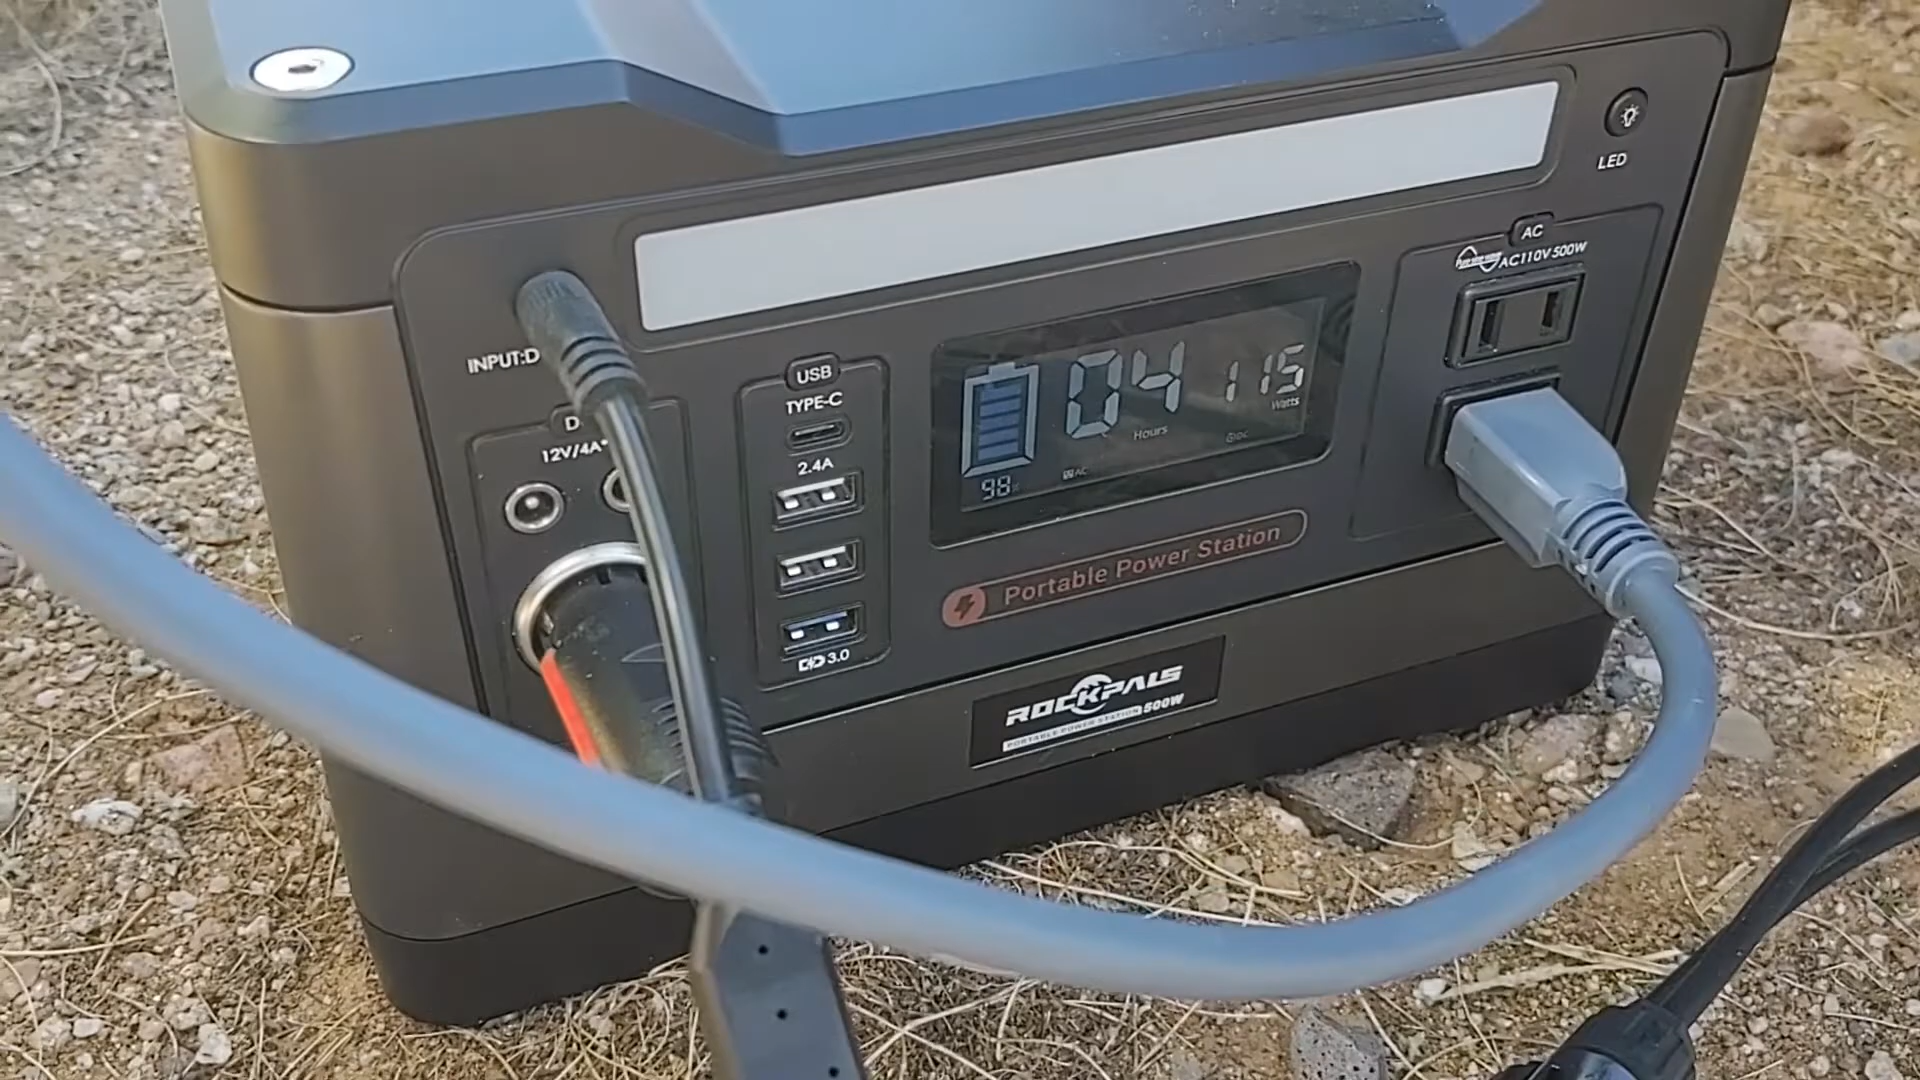 LED
AC
AC110V 500W
INPUT:D
D
12V/4A*
USB
TYPE-C
2.4A
3.0
04 Hours
115 Watts
98
AC
Portable Power Station
ROCKPALS
PORTABLE POWER STATION 500W